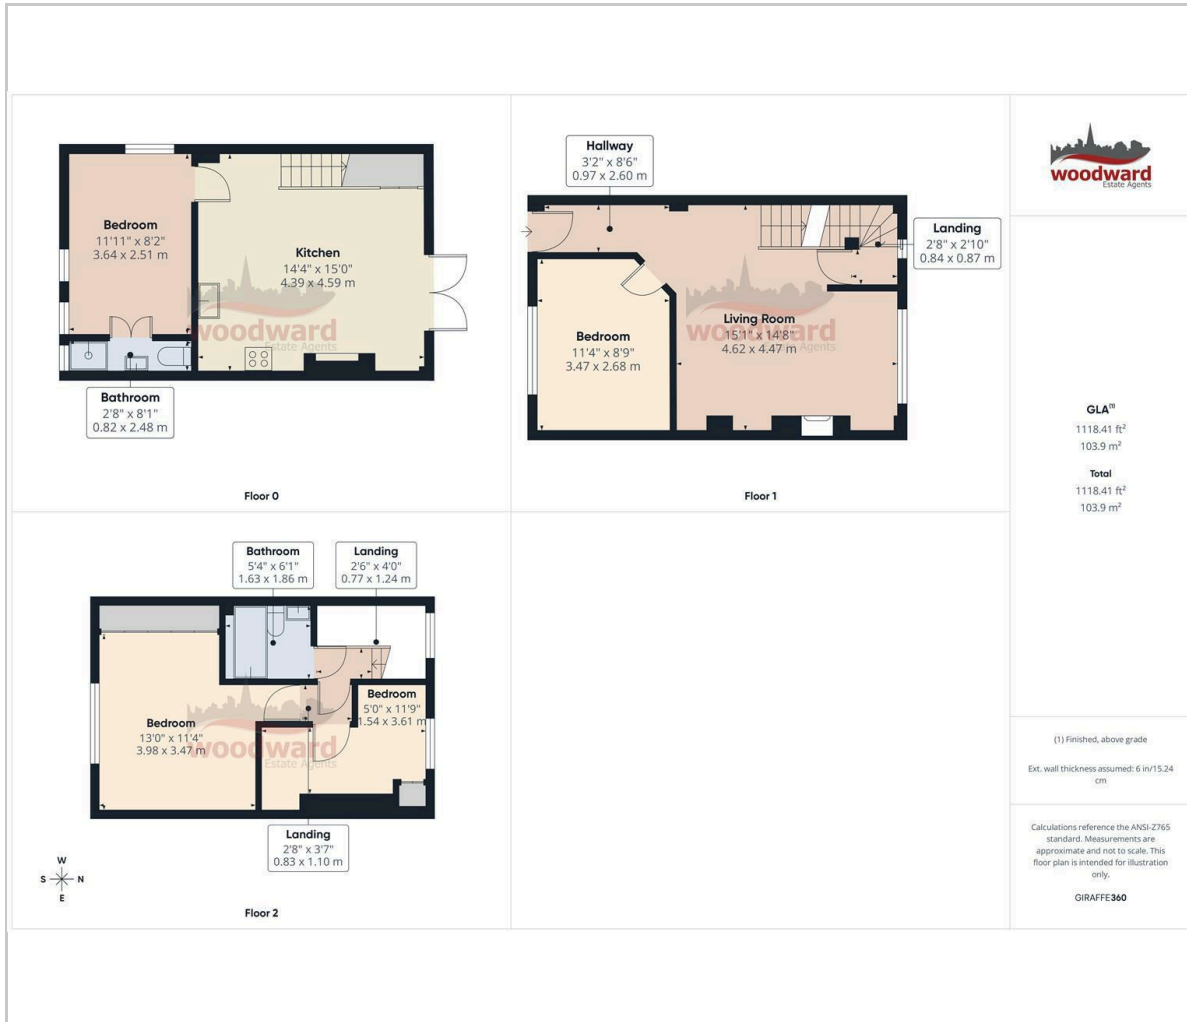 Bedroom
11'11" x 8'2"
3.64 x 2.51 m
Kitchen
14'4" x 15'0"
4.39 x 4.59 m
woodward
Estate Agents
Bathroom
2'8" x 8'1"
0.82 x 2.48 m
Floor 0
Hallway
3'2" x 8'6"
0.97 x 2.60 m
Landing
2'8" x 2'10"
0.84 x 0.87 m
Bedroom
11'4" x 8'9"
3.47 x 2.68 m
Living Room
15'1" x 14'8"
4.62 x 4.47 m
woodward
Estate Agents
Floor 1
Bathroom
5'4" x 6'1"
1.63 x 1.86 m
Landing
2'6" x 4'0"
0.77 x 1.24 m
Bedroom
13'0" x 11'4"
3.98 x 3.47 m
Bedroom
5'0" x 11'9"
1.54 x 3.61 m
woodward
Estate Agents
Landing
2'8" x 3'7"
0.83 x 1.10 m
W
S N
E
Floor 2
woodward
Estate Agents
GLA(1)
1118.41 ft²
103.9 m²
Total
1118.41 ft²
103.9 m²
(1) Finished, above grade
Ext. wall thickness assumed: 6 in/15.24
cm
Calculations reference the ANSI-Z765
standard. Measurements are
approximate and not to scale. This
floor plan is intended for illustration
only.
GIRAFFE360